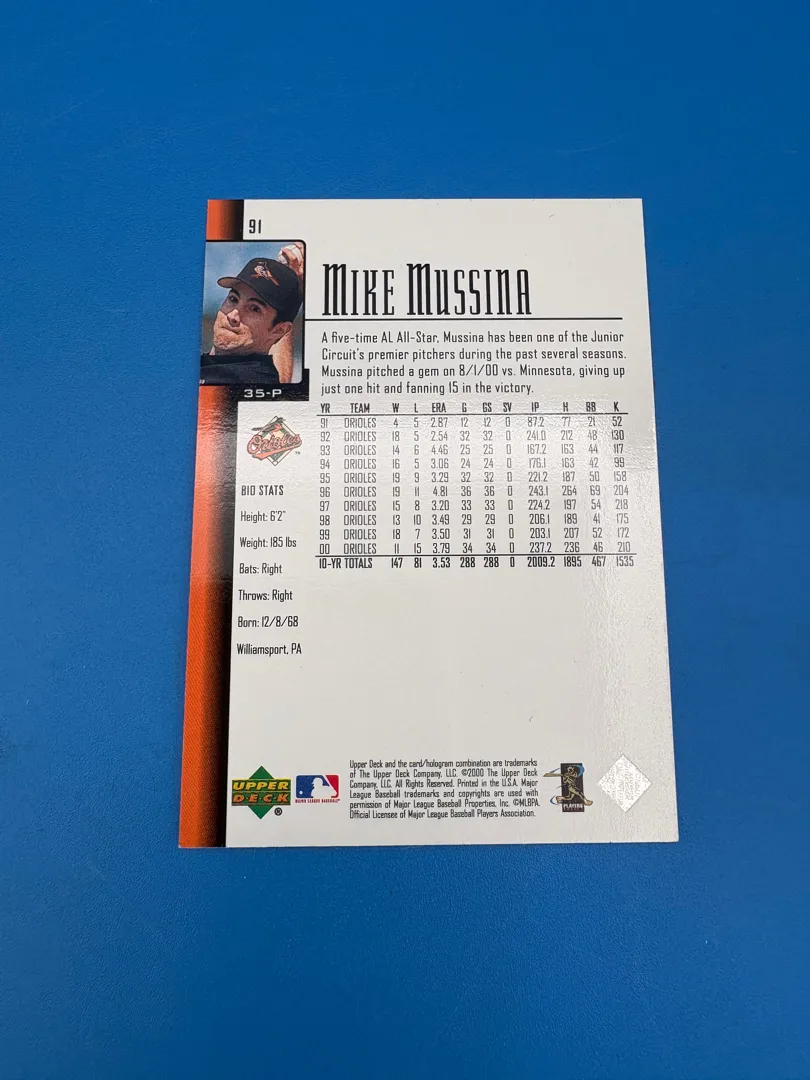 91
MIKE MUSSINA
A five-time AL All-Star, Mussina has been one of the Junior
Circuit's premier pitchers during the past several seasons.
Mussina pitched a gem on 8/1/00 vs. Minnesota, giving up
just one hit and fanning 15 in the victory.
35-P
YR TEAM W L ERA G GS SV IP H BB K
91 ORIOLES 4 5 2.87 12 12 0 87.2 77 21 52
92 ORIOLES 18 5 2.54 32 32 0 241.0 212 48 130
93 ORIOLES 14 6 4.46 25 25 0 167.2 163 44 117
94 ORIOLES 16 5 3.06 24 24 0 176.1 163 42 99
95 ORIOLES 19 9 3.29 32 32 0 221.2 187 50 158
96 ORIOLES 19 11 4.81 36 36 0 243.1 264 69 204
97 ORIOLES 15 8 3.20 33 33 0 224.2 197 54 218
98 ORIOLES 13 10 3.49 29 29 0 206.1 189 41 175
99 ORIOLES 18 7 3.50 31 31 0 203.1 207 52 172
00 ORIOLES 11 15 3.79 34 34 0 237.2 236 46 210
10-YR TOTALS 147 81 3.53 288 288 0 2009.2 1895 467 1535
Orioles
BIO STATS
Height: 6'2"
Weight: 185 lbs
Bats: Right
Throws: Right
Born: 12/8/68
Williamsport, PA
UPPER
DECK
MAJOR LEAGUE BASEBALL
Upper Deck and the card/hologram combination are trademarks
of The Upper Deck Company, LLC. ©2000 The Upper Deck
Company, LLC. All Rights Reserved. Printed in the U.S.A. Major
League Baseball trademarks and copyrights are used with
permission of Major League Baseball Properties, Inc. ©MLBPA
Official Licensee of Major League Baseball Players Association.
PLAYERS